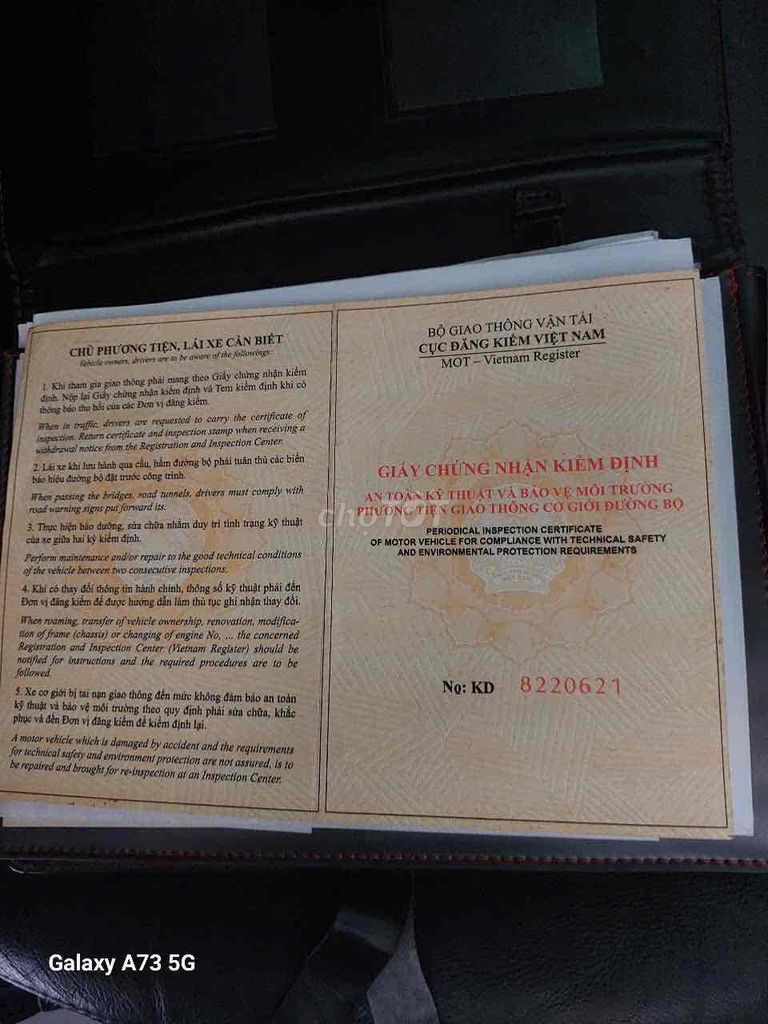 CHỦ PHƯƠNG TIỆN, LÁI XE CẦN BIẾT
Vehicle owners, drivers are to be aware of the followings:
1. Khi tham gia giao thông phải mang theo Giấy chứng nhận kiểm
định. Nộp lại Giấy chứng nhận kiểm định và Tem kiểm định khi có
thông báo thu hồi của các Đơn vị đăng kiểm.
When in traffic, drivers are requested to carry the certificate of
inspection. Return certificate and inspection stamp when receiving a
withdrawal notice from the Registration and Inspection Center.
2. Lái xe khi lưu hành qua cầu, hầm đường bộ phải tuân thủ các biển
báo hiệu đường bộ đặt trước công trình.
When passing the bridges, road tunnels, drivers must comply with
road warning signs put forward its.
3. Thực hiện bảo dưỡng, sửa chữa nhằm duy trì tình trạng kỹ thuật
của xe giữa hai kỳ kiểm định.
Perform maintenance and/or repair to the good technical conditions
of the vehicle between two consecutive inspections.
4. Khi có thay đổi thông tin hành chính, thông số kỹ thuật phải đến
Đơn vị đăng kiểm để được hướng dẫn làm thủ tục ghi nhận thay đổi.
When roaming, transfer of vehicle ownership, renovation, modifica-
tion of frame (chassis) or changing of engine No, ... the concerned
Registration and Inspection Center (Vietnam Register) should be
notified for instructions and the required procedures are to be
followed.
5. Xe cơ giới bị tai nạn giao thông đến mức không đảm bảo an toàn
kỹ thuật và bảo vệ môi trường theo quy định phải sửa chữa, khắc
phục và đến Đơn vị đăng kiểm để kiểm định lại.
A motor vehicle which is damaged by accident and the requirements
for technical safety and environment protection are not assured, is to
be repaired and brought for re-inspection at an Inspection Center.
BỘ GIAO THÔNG VẬN TẢI
CỤC ĐĂNG KIỂM VIỆT NAM
MOT – Vietnam Register
GIẤY CHỨNG NHẬN KIỂM ĐỊNH
AN TOÀN KỸ THUẬT VÀ BẢO VỆ MÔI TRƯỜNG
PHƯƠNG TIỆN GIAO THÔNG CƠ GIỚI ĐƯỜNG BỘ
PERIODICAL INSPECTION CERTIFICATE
OF MOTOR VEHICLE FOR COMPLIANCE WITH TECHNICAL SAFETY
AND ENVIRONMENTAL PROTECTION REQUIREMENTS
No: KD 8220621
Galaxy A73 5G